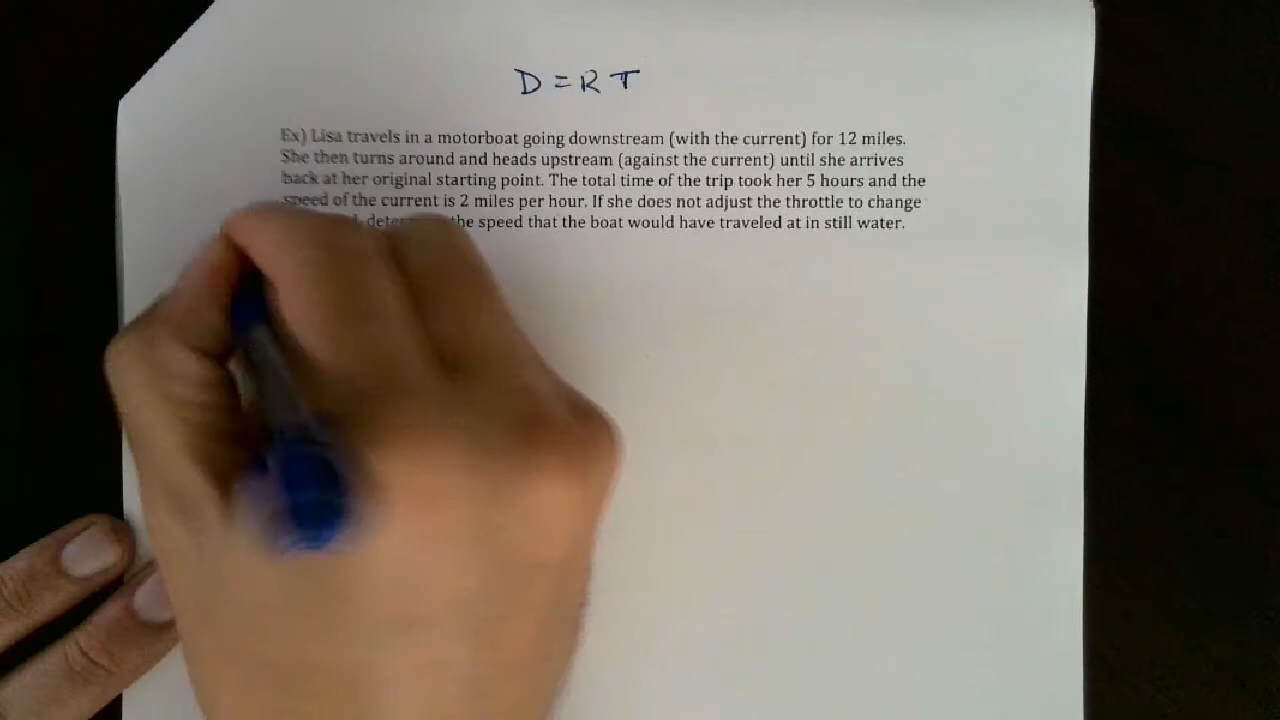 D = R T
Ex) Lisa travels in a motorboat going downstream (with the current) for 12 miles.
She then turns around and heads upstream (against the current) until she arrives
back at her original starting point. The total time of the trip took her 5 hours and the
speed of the current is 2 miles per hour. If she does not adjust the throttle to change
the speed that the boat would have traveled at in still water.